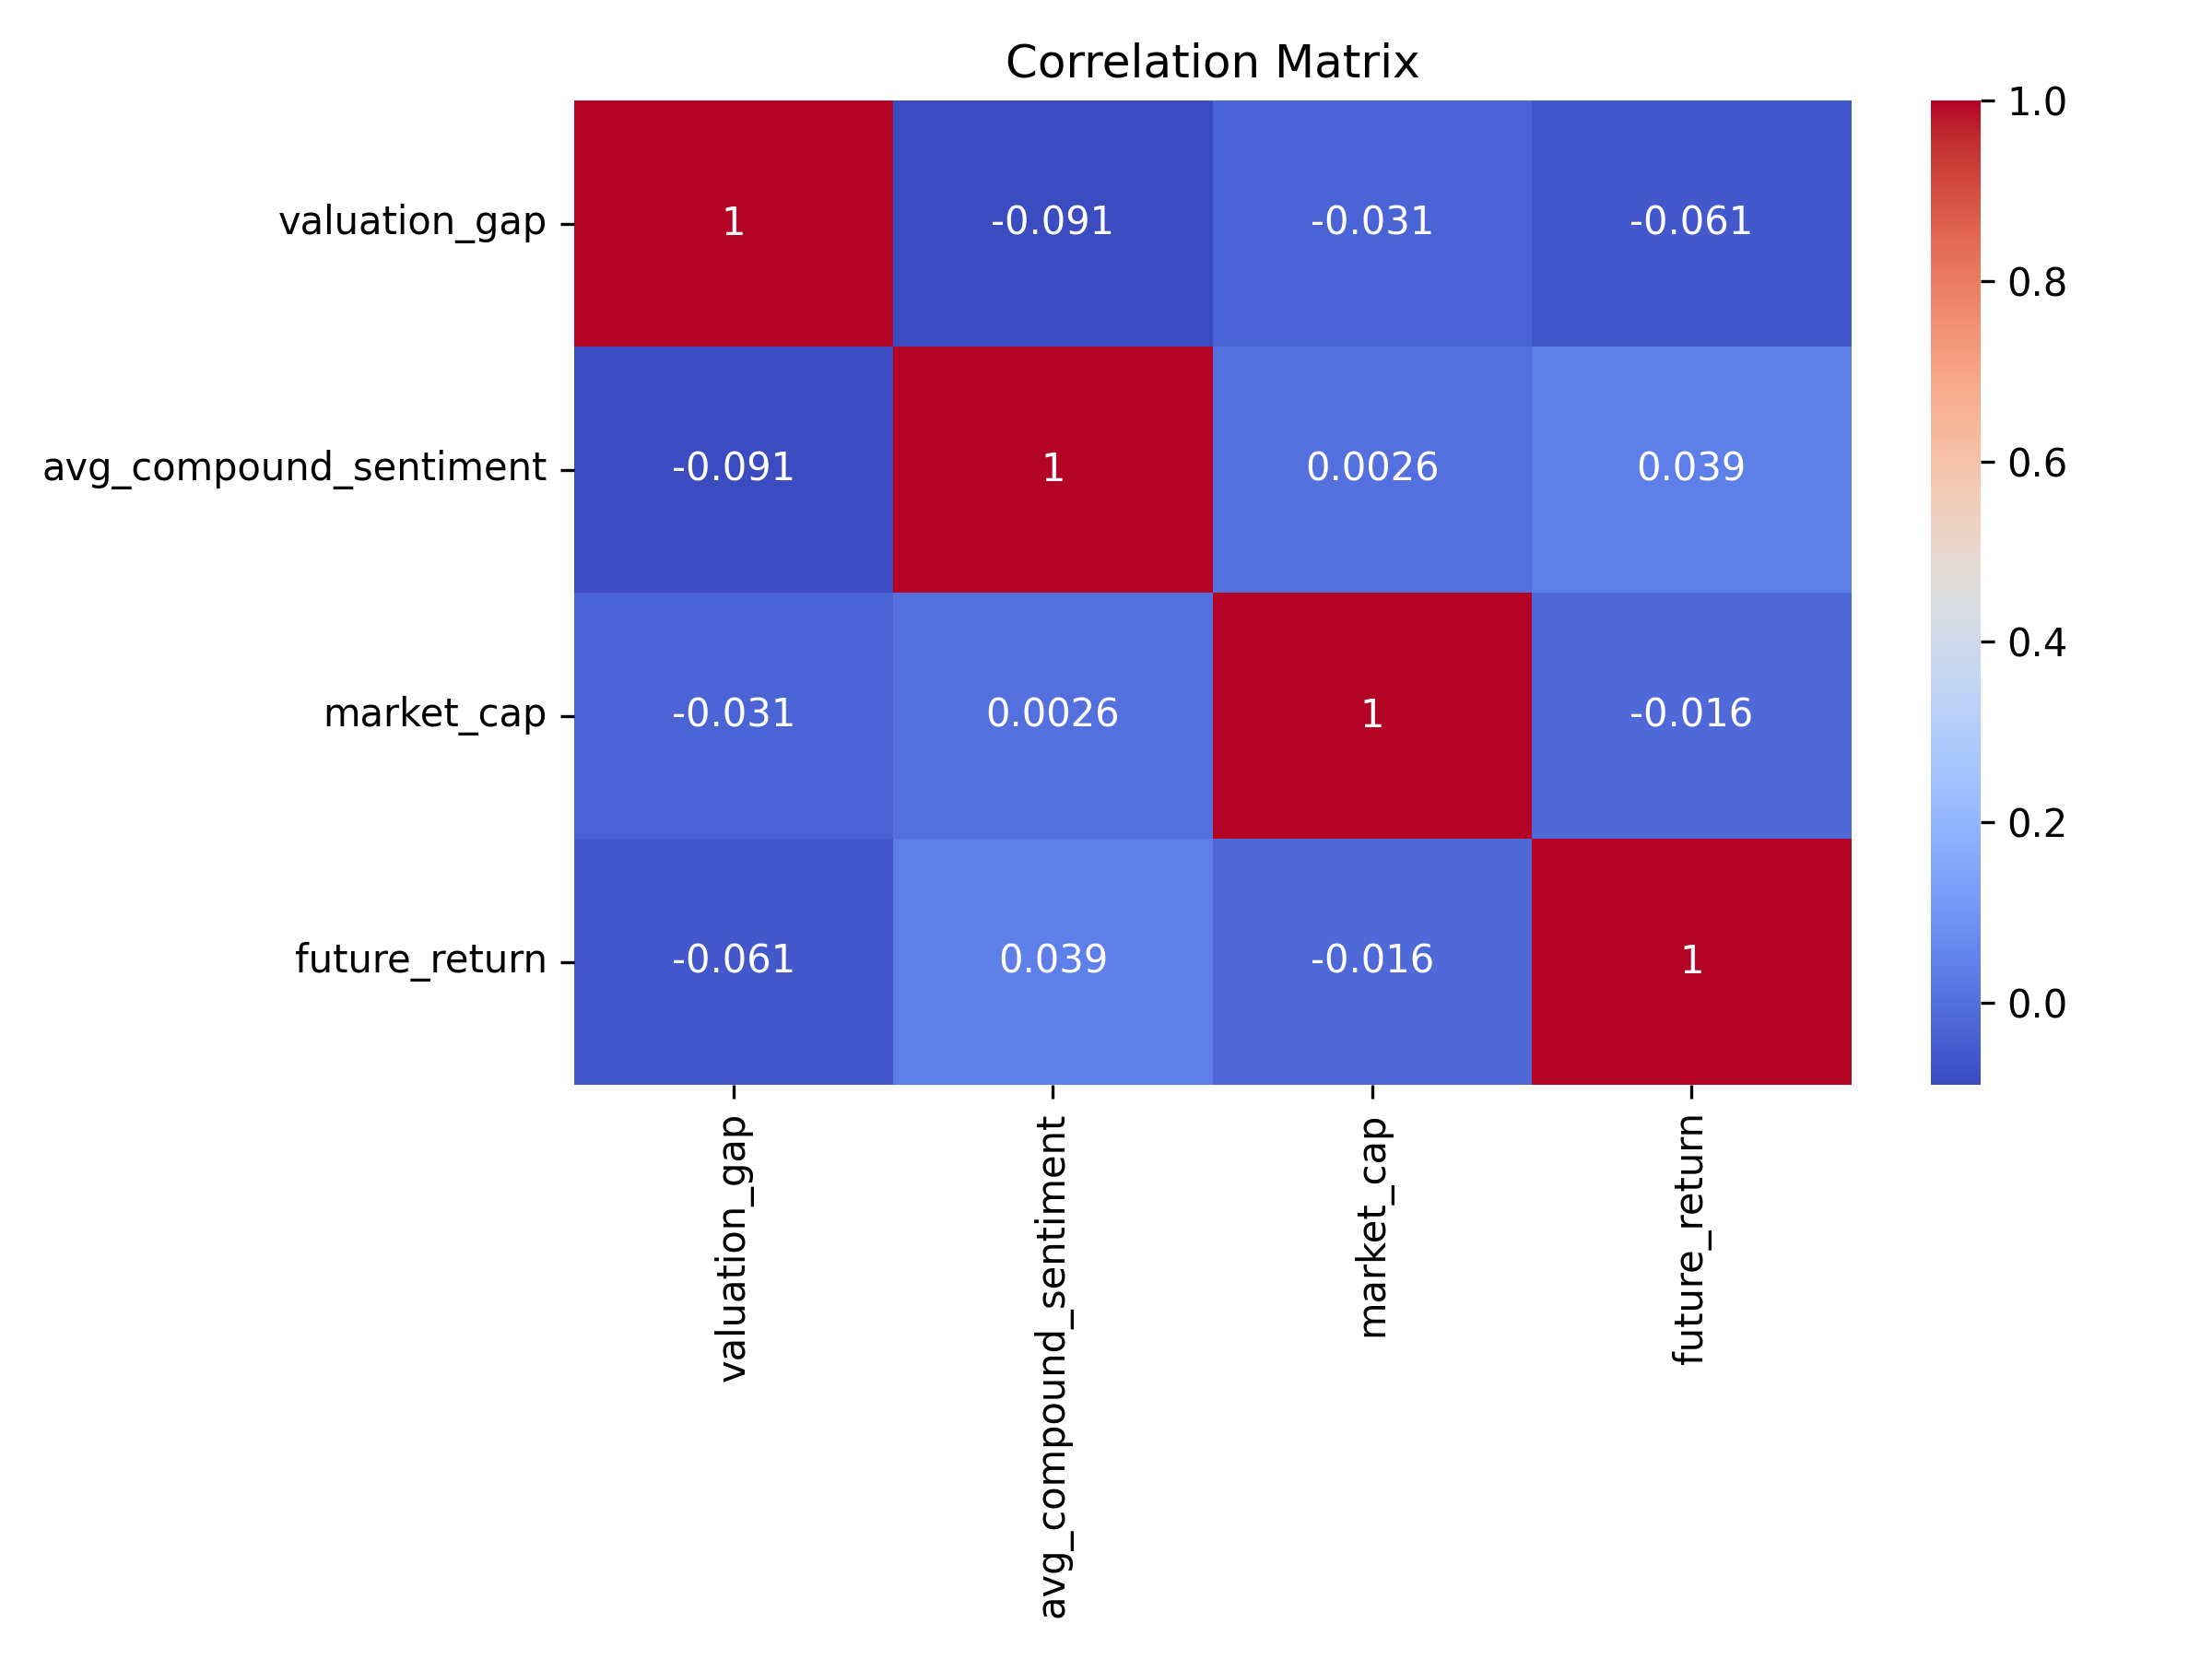 Correlation Matrix
valuation_gap
1
-0.091
-0.031
-0.061
avg_compound_sentiment
-0.091
1
0.0026
0.039
market_cap
-0.031
0.0026
1
-0.016
future_return
-0.061
0.039
-0.016
1
valuation_gap
avg_compound_sentiment
market_cap
future_return
1.0
0.8
0.6
0.4
0.2
0.0